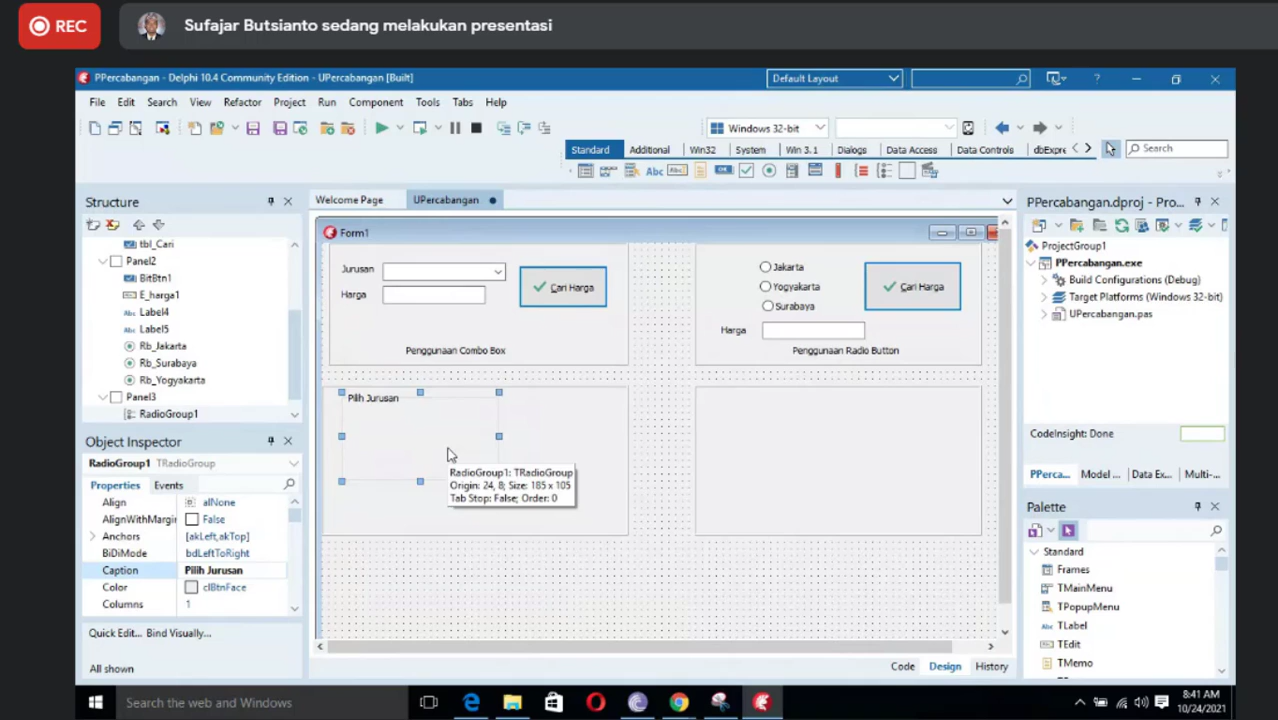 REC
Sufajar Butsianto sedang melakukan presentasi
PPercabangan - Delphi 10.4 Community Edition - UPercabangan [Built]
Default Layout
File Edit Search View Refactor Project Run Component Tools Tabs Help
Windows 32-bit
Standard Additional Win32 System Win 3.1 Dialogs Data Access Data Controls dbExpre
Search
Structure
tbl_Cari
Panel2
BitBtn1
E_harga1
Label4
Label5
Rb_Jakarta
Rb_Surabaya
Rb_Yogyakarta
Panel3
RadioGroup1
Object Inspector
RadioGroup1 TRadioGroup
Properties Events
Align alNone
AlignWithMargin False
Anchors [akLeft,akTop]
BiDiMode bdLeftToRight
Caption Pilih Jurusan
Color clBtnFace
Columns 1
Quick Edit... Bind Visually...
All shown
Welcome Page UPercabangan
Form1
Jurusan
Harga
Cari Harga
Penggunaan Combo Box
Jakarta
Yogyakarta
Surabaya
Cari Harga
Harga
Penggunaan Radio Button
Pilih Jurusan
RadioGroup1: TRadioGroup
Origin: 24, 8; Size: 185 x 105
Tab Stop: False; Order: 0
Code Design History
PPercabangan.dproj - Pro...
ProjectGroup1
PPercabangan.exe
Build Configurations (Debug)
Target Platforms (Windows 32-bit)
UPercabangan.pas
CodeInsight: Done
PPerca... Model ... Data Ex... Multi-...
Palette
Standard
Frames
TMainMenu
TPopupMenu
TLabel
TEdit
TMemo
Search the web and Windows
8:41 AM
10/24/2021